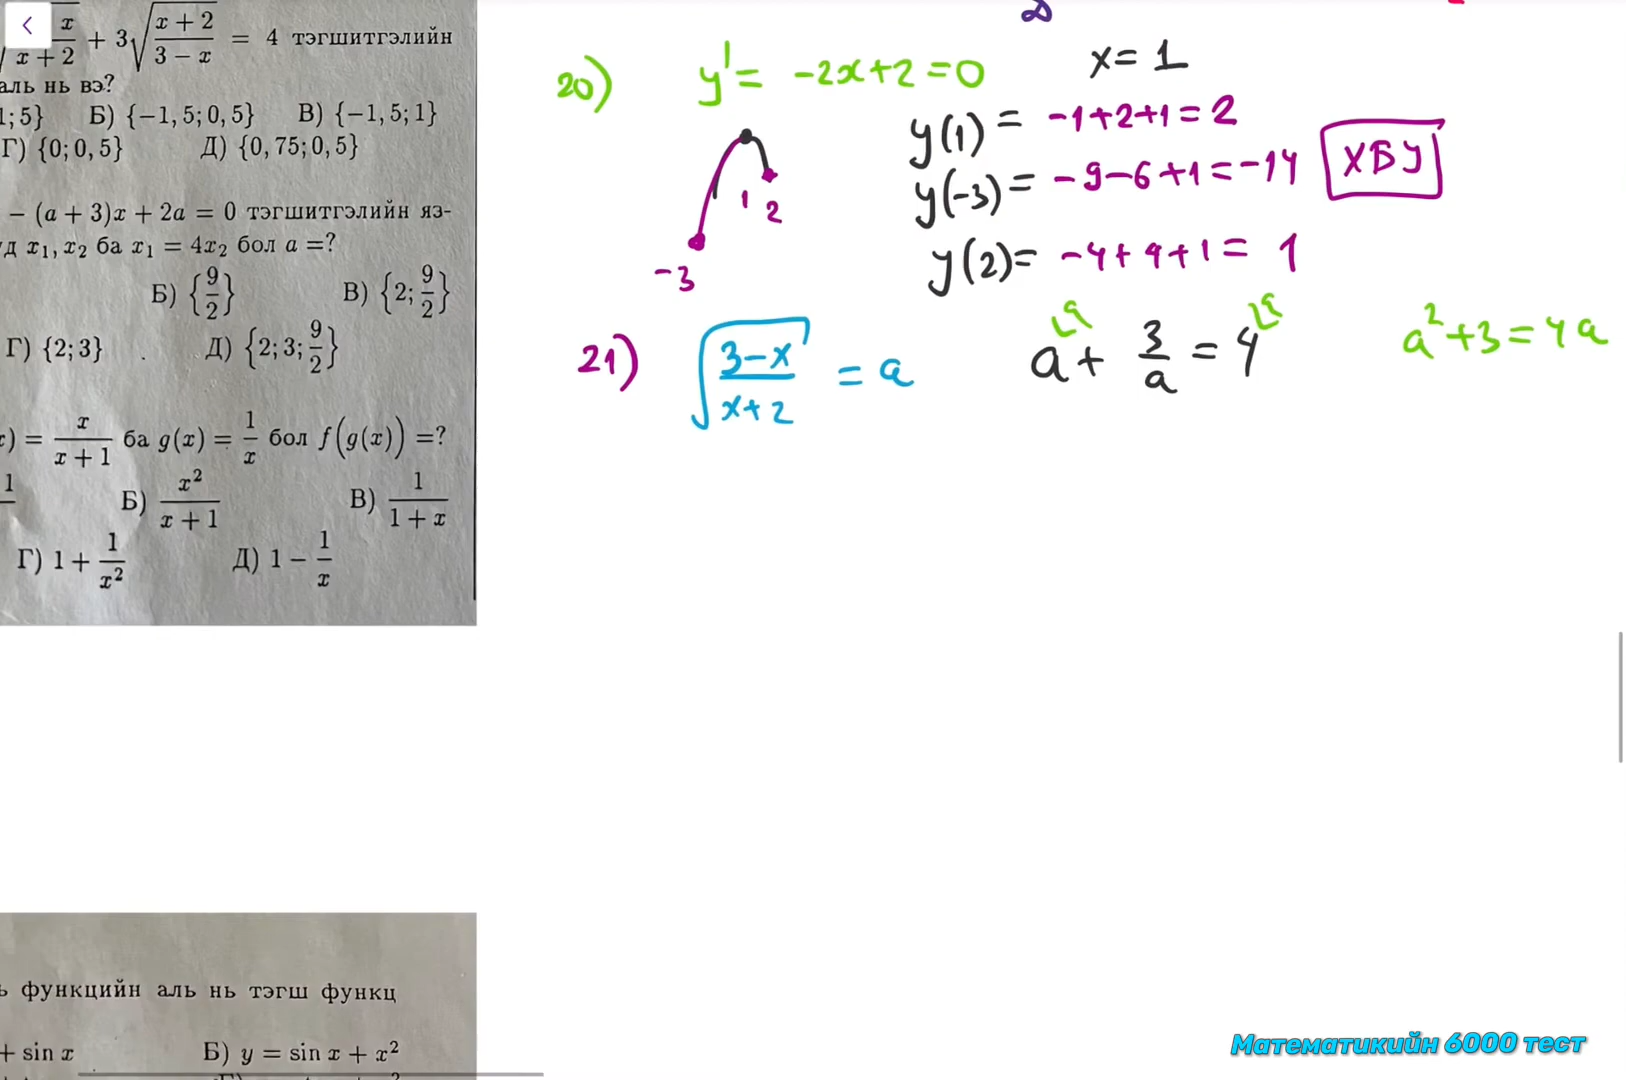 x/(x + 2) + 3√((x + 2)/(3 − x)) = 4 тэгшитгэлийн
аль нь вэ?
1; 5} Б) {−1, 5; 0, 5} В) {−1, 5; 1}
Г) {0; 0, 5} Д) {0, 75; 0, 5}
− (a + 3)x + 2a = 0 тэгшитгэлийн яз-
д x₁, x₂ ба x₁ = 4x₂ бол a =?
Б) {9/2} В) {2; 9/2}
Г) {2; 3} Д) {2; 3; 9/2}
) = x/(x + 1) ба g(x) = 1/x бол f(g(x)) =?
1 Б) x²/(x + 1) В) 1/(1 + x)
Г) 1 + 1/x² Д) 1 − 1/x
функцийн аль нь тэгш функц
+ sin x Б) y = sin x + x²
20) y' = -2x+2=0 x= 1
y(1) = -1+2+1=2
y(-3) = -9-6+1=-14 ХБУ
y(2)= -4+4+1= 1
1 2
-3
21) √((3-x)/(x+2)) = a a + 3/a = 4 a²+3=4a
Математикийн 6000 тест